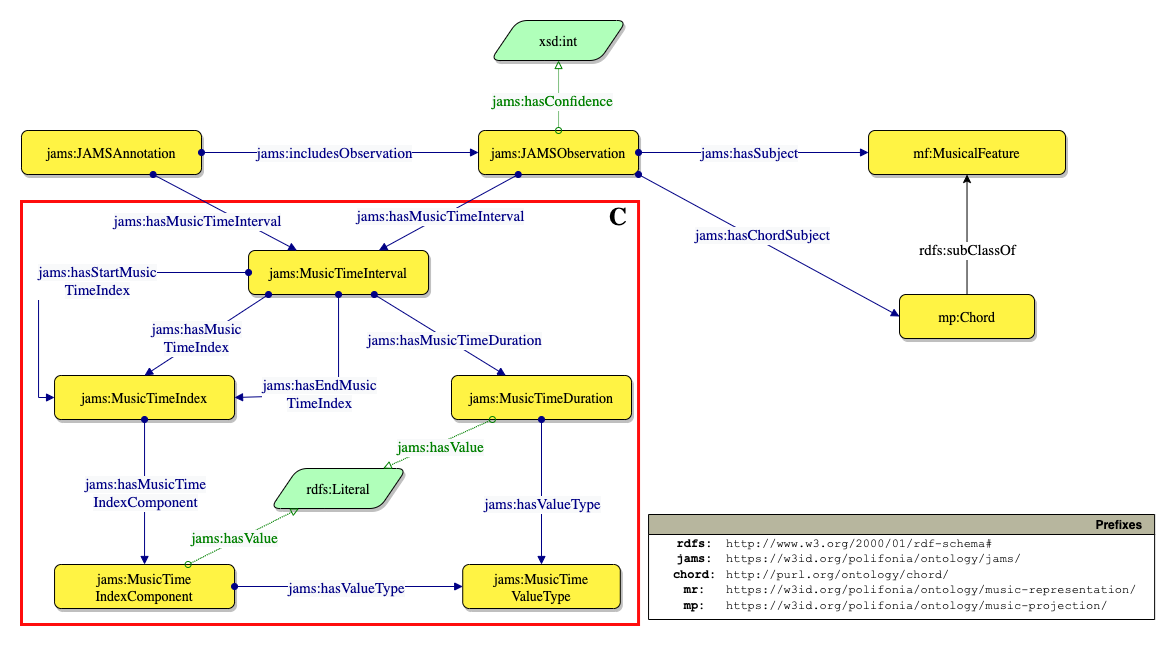 xsd:int
jams:hasConfidence
jams:JAMSAnnotation
jams:includesObservation
jams:JAMSObservation
jams:hasSubject
mf:MusicalFeature
C
jams:hasMusicTimeInterval
jams:hasMusicTimeInterval
jams:hasChordSubject
rdfs:subClassOf
jams:hasStartMusic
TimeIndex
jams:MusicTimeInterval
mp:Chord
jams:hasMusic
TimeIndex
jams:hasMusicTimeDuration
jams:MusicTimeIndex
jams:hasEndMusic
TimeIndex
jams:MusicTimeDuration
jams:hasValue
jams:hasMusicTime
IndexComponent
rdfs:Literal
jams:hasValueType
jams:hasValue
jams:MusicTime
IndexComponent
jams:hasValueType
jams:MusicTime
ValueType
Prefixes
rdfs: http://www.w3.org/2000/01/rdf-schema#
jams: https://w3id.org/polifonia/ontology/jams/
chord: http://purl.org/ontology/chord/
mr: https://w3id.org/polifonia/ontology/music-representation/
mp: https://w3id.org/polifonia/ontology/music-projection/